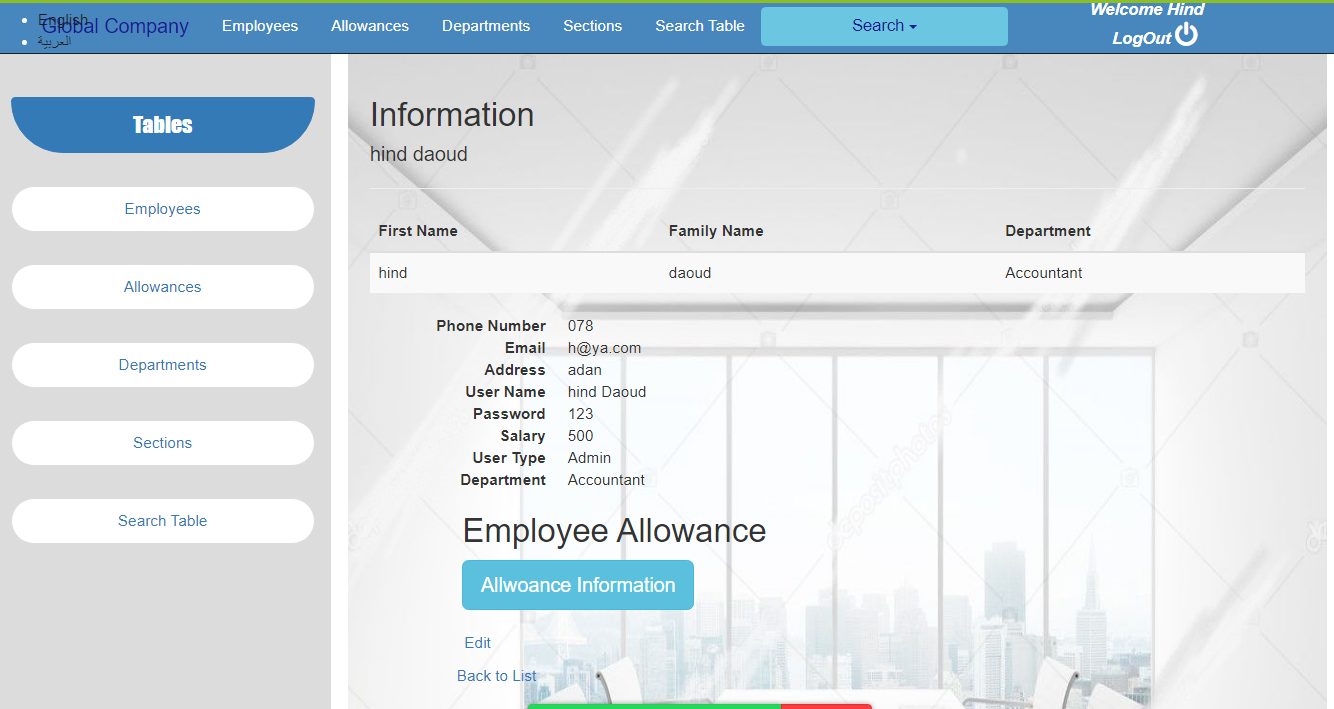 English
العربية
Global Company
Employees
Allowances
Departments
Sections
Search Table
Search
Welcome Hind
LogOut
Tables
Employees
Allowances
Departments
Sections
Search Table
Information
hind daoud
First Name Family Name Department
hind daoud Accountant
Phone Number 078
Email h@ya.com
Address adan
User Name hind Daoud
Password 123
Salary 500
User Type Admin
Department Accountant
Employee Allowance
Allwoance Information
Edit
Back to List
depositphotos